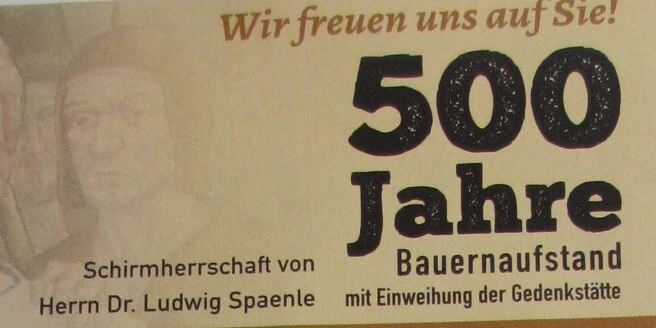 Wir freuen uns auf Sie!
500
Jahre
Bauernaufstand
mit Einweihung der Gedenkstätte
Schirmherrschaft von
Herrn Dr. Ludwig Spaenle